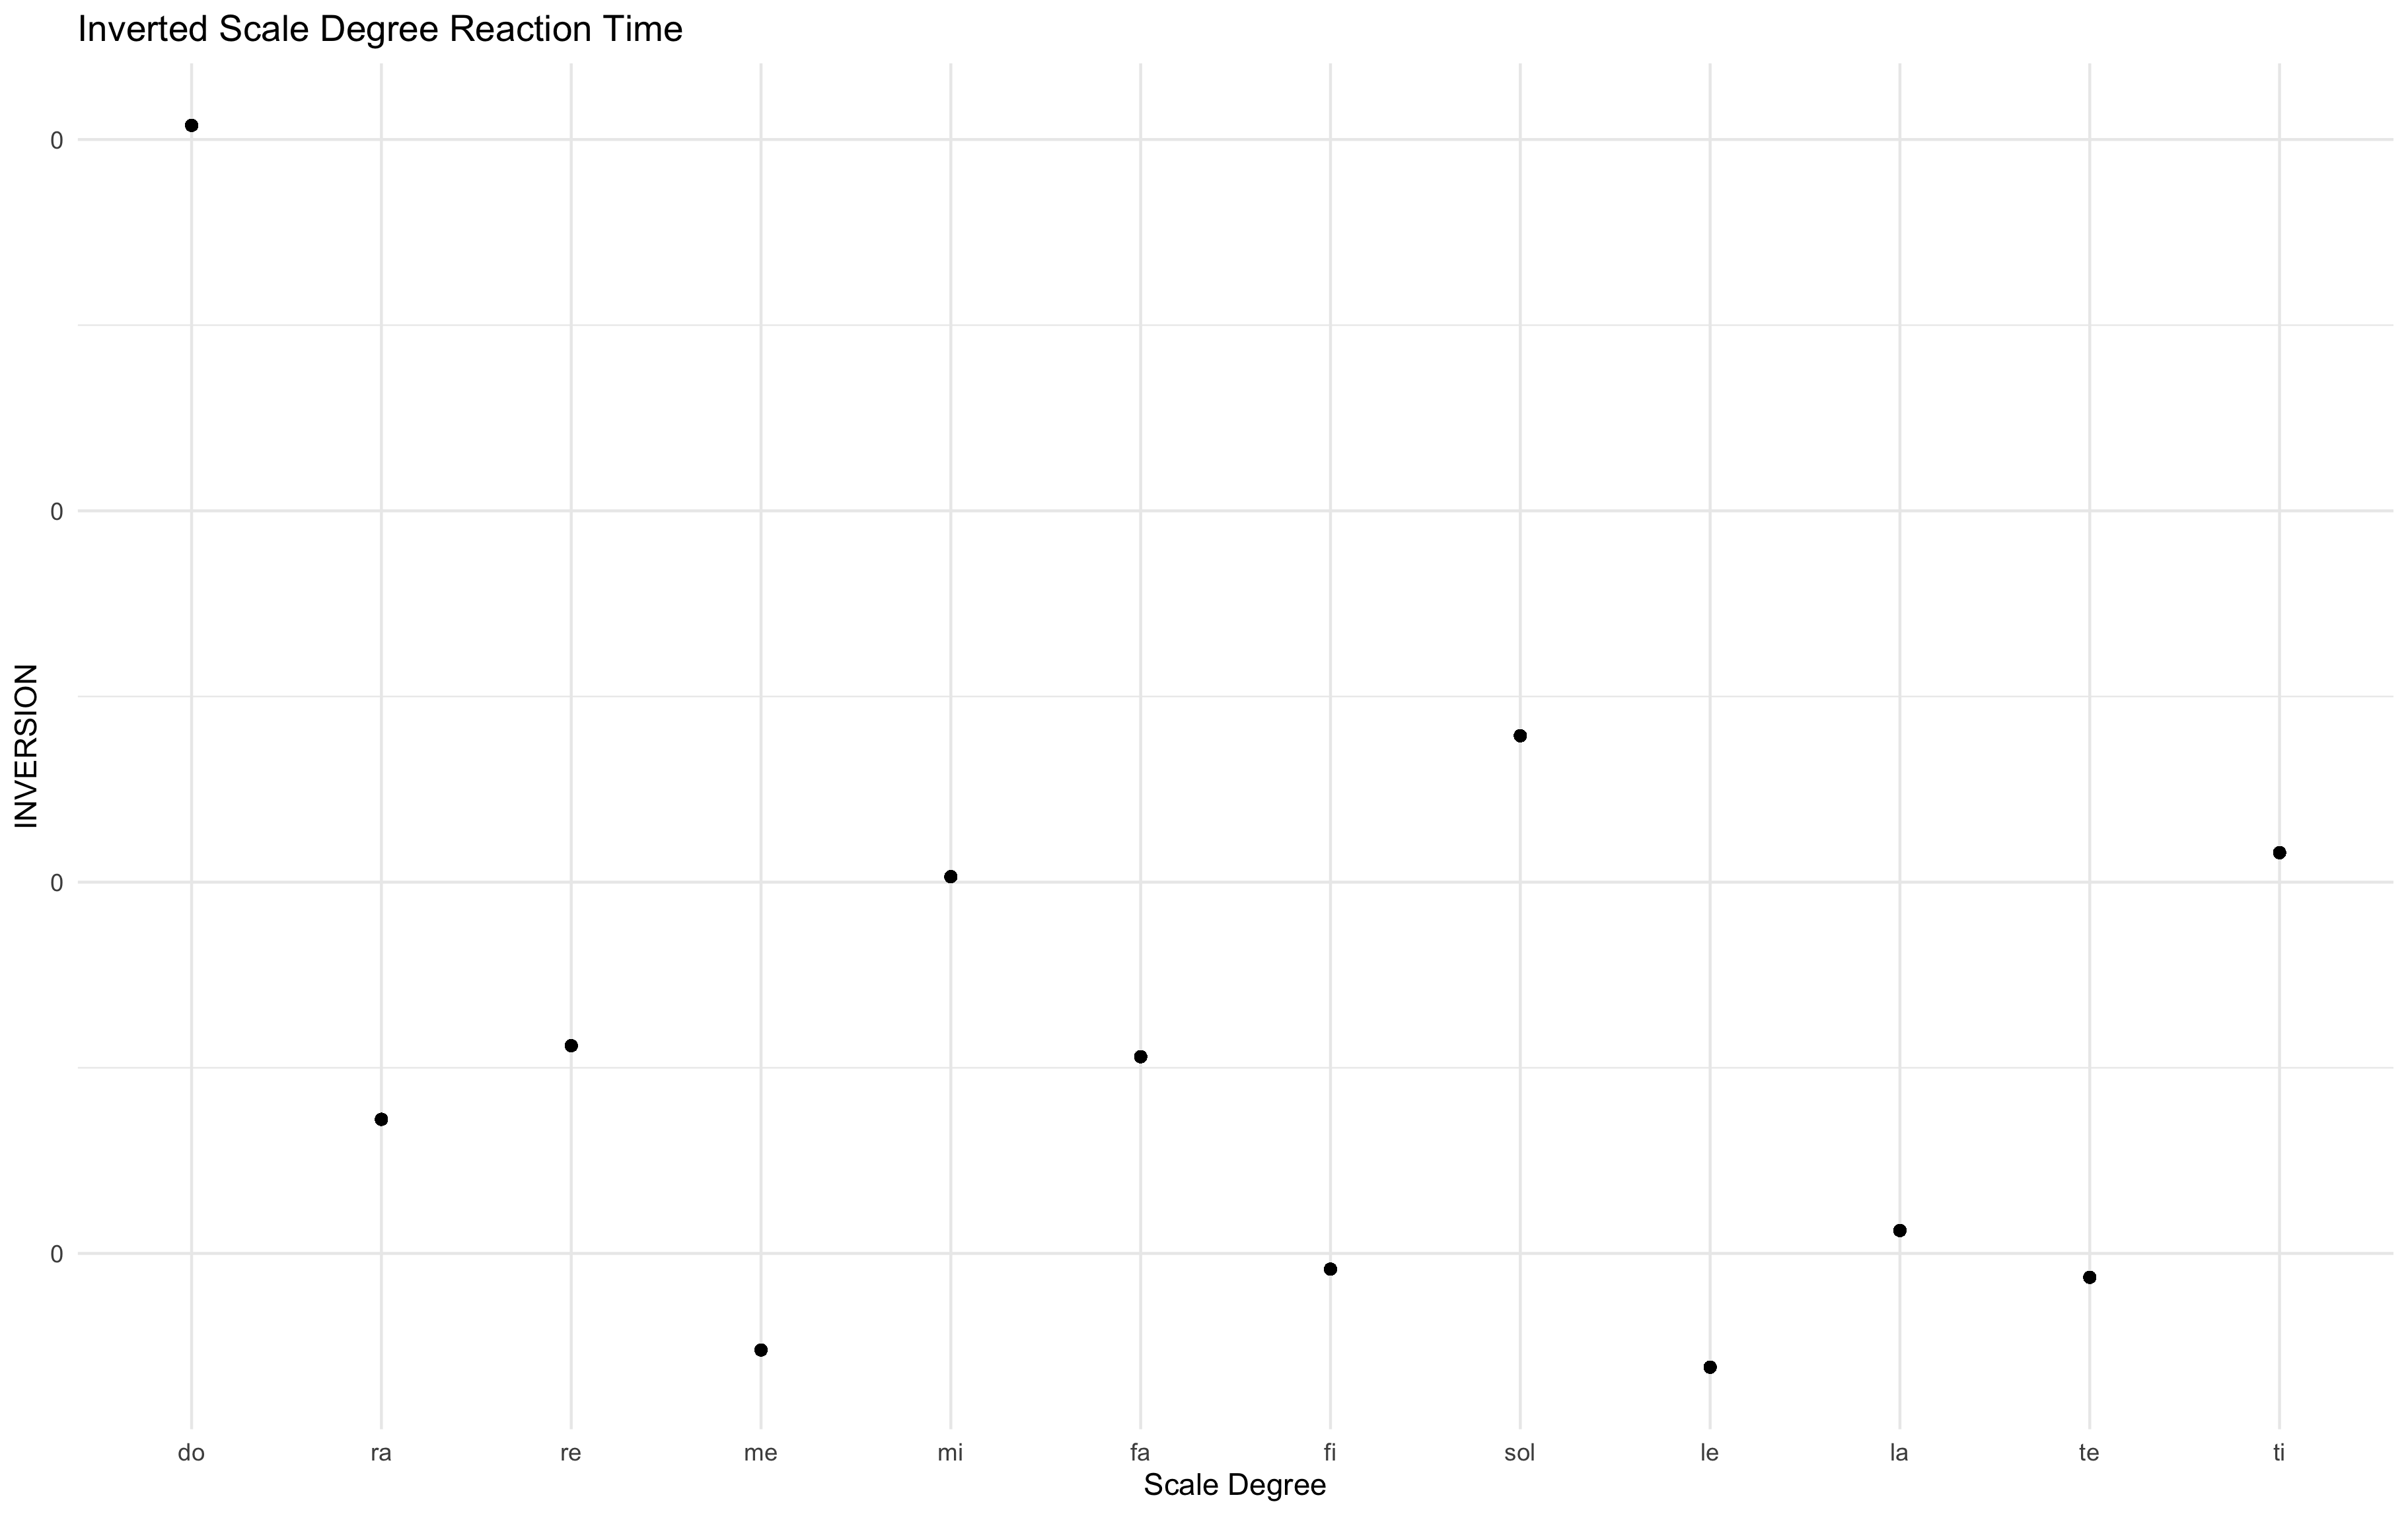 Inverted Scale Degree Reaction Time
INVERSION
0
0
0
0
do ra re me mi fa fi sol le la te ti
Scale Degree